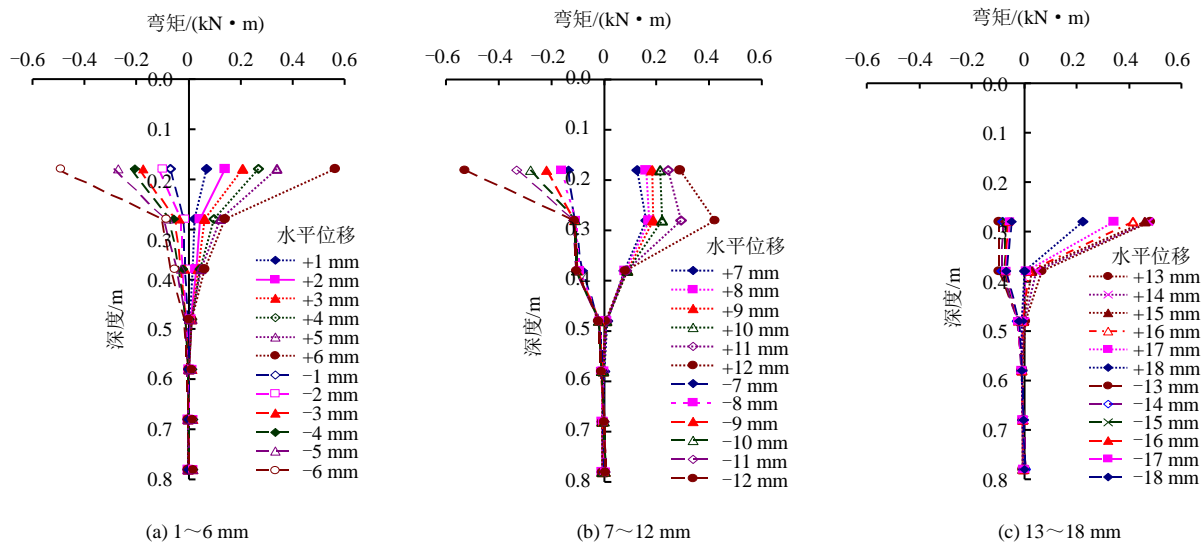 弯矩/(kN·m)
−0.6 −0.4 −0.2 0 0.2 0.4 0.6
0.0
0.1
0.2
0.3
0.4
0.5
0.6
0.7
0.8
深度/m
水平位移
+1 mm
+2 mm
+3 mm
+4 mm
+5 mm
+6 mm
−1 mm
−2 mm
−3 mm
−4 mm
−5 mm
−6 mm
(a) 1～6 mm
弯矩/(kN·m)
−0.6 −0.4 −0.2 0 0.2 0.4 0.6
0.0
0.1
0.2
0.3
0.4
0.5
0.6
0.7
0.8
深度/m
水平位移
+7 mm
+8 mm
+9 mm
+10 mm
+11 mm
+12 mm
−7 mm
−8 mm
−9 mm
−10 mm
−11 mm
−12 mm
(b) 7～12 mm
弯矩/(kN·m)
−0.6 −0.4 −0.2 0 0.2 0.4 0.6
0.0
0.1
0.2
0.3
0.4
0.5
0.6
0.7
0.8
深度/m
水平位移
+13 mm
+14 mm
+15 mm
+16 mm
+17 mm
+18 mm
−13 mm
−14 mm
−15 mm
−16 mm
−17 mm
−18 mm
(c) 13～18 mm